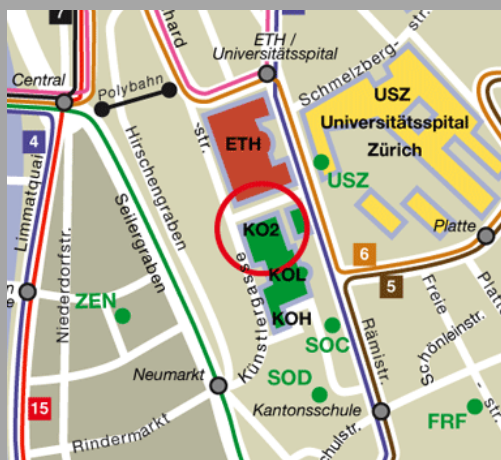 7
hard
ETH /
Universitätsspital
Schmelzberg-
str.
Central
Polybahn
-str.
USZ
Universitätsspital
Zürich
ETH
4
Limmatquai
Hirschengraben
Seilergraben
USZ
KO2
Platte
6
5
KOL
Niederdorfstr.
ZEN
Künstlergasse
KOH
SOC
Rämistr.
Freie
-str.
Platt
Schönleinstr.
Neumarkt
SOD
Kantonsschule
15
Rindermarkt
FRF